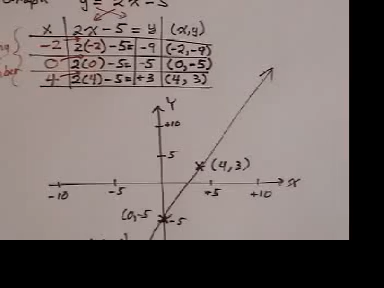 y = 2x-5
x 2x-5 = y (x,y)
-2 2(-2)-5= -9 (-2,-9)
0 2(0)-5= -5 (0,-5)
4 2(4)-5= +3 (4,3)
Y
+10
+5
(4,3)
-10 -5 +5 +10 x
(0,-5 -5